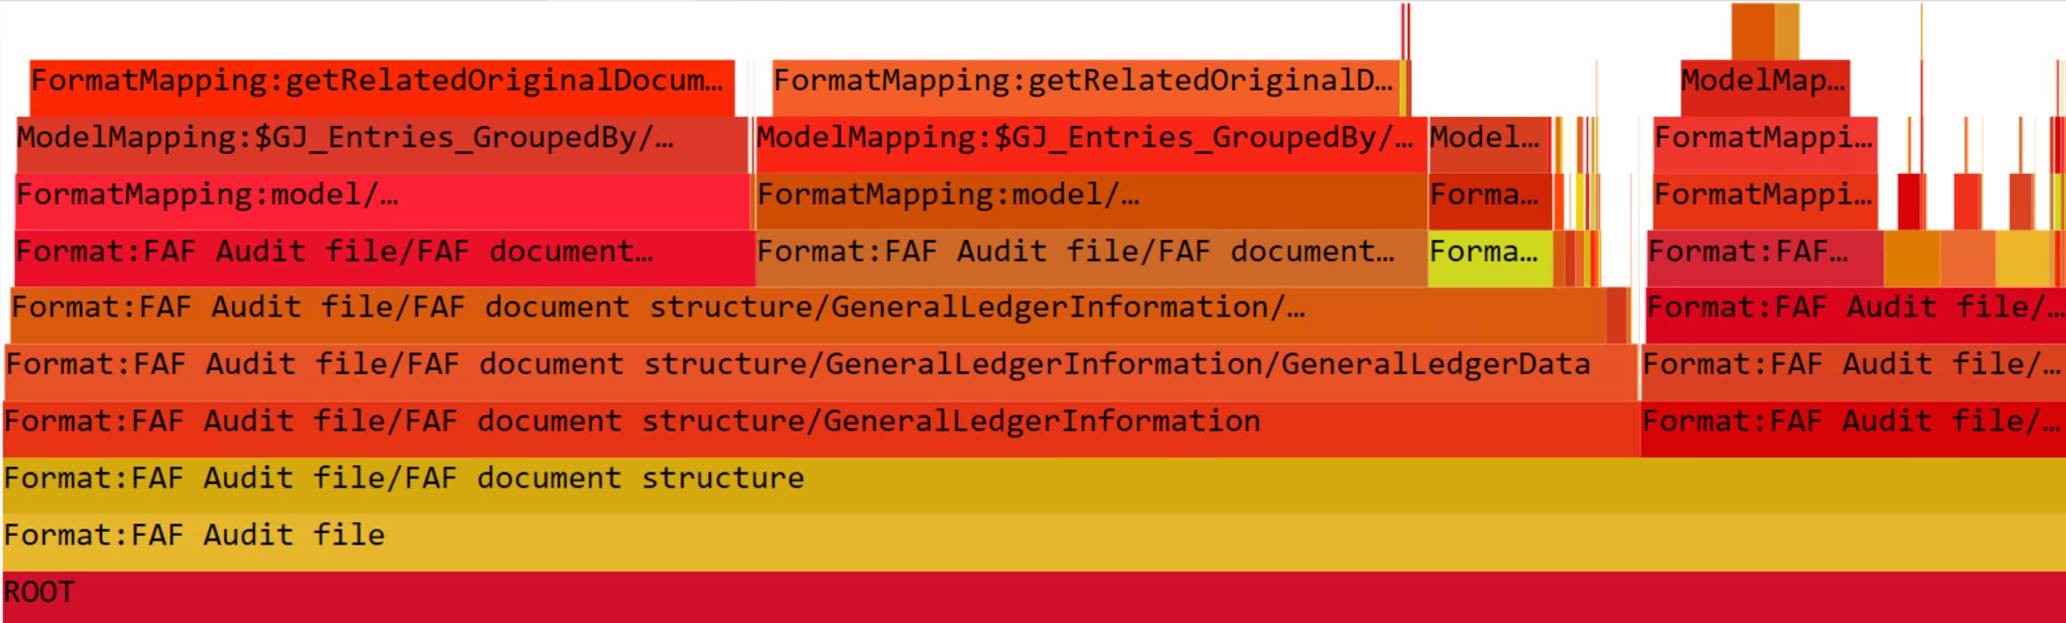 FormatMapping:getRelatedOriginalDocum…
FormatMapping:getRelatedOriginalD…
ModelMap…
ModelMapping:$GJ_Entries_GroupedBy/…
ModelMapping:$GJ_Entries_GroupedBy/…
Model…
FormatMappi…
FormatMapping:model/…
FormatMapping:model/…
Forma…
FormatMappi…
Format:FAF Audit file/FAF document…
Format:FAF Audit file/FAF document…
Forma…
Format:FAF…
Format:FAF Audit file/FAF document structure/GeneralLedgerInformation/…
Format:FAF Audit file/…
Format:FAF Audit file/FAF document structure/GeneralLedgerInformation/GeneralLedgerData
Format:FAF Audit file/…
Format:FAF Audit file/FAF document structure/GeneralLedgerInformation
Format:FAF Audit file/…
Format:FAF Audit file/FAF document structure
Format:FAF Audit file
ROOT